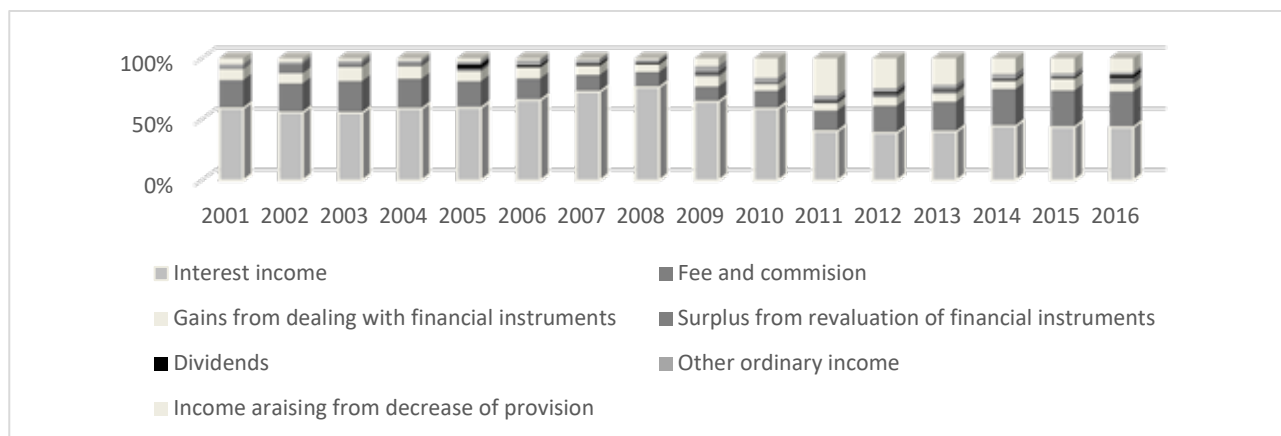 100%
50%
0%
2001 2002 2003 2004 2005 2006 2007 2008 2009 2010 2011 2012 2013 2014 2015 2016
Interest income Fee and commision
Gains from dealing with financial instruments Surplus from revaluation of financial instruments
Dividends Other ordinary income
Income araising from decrease of provision